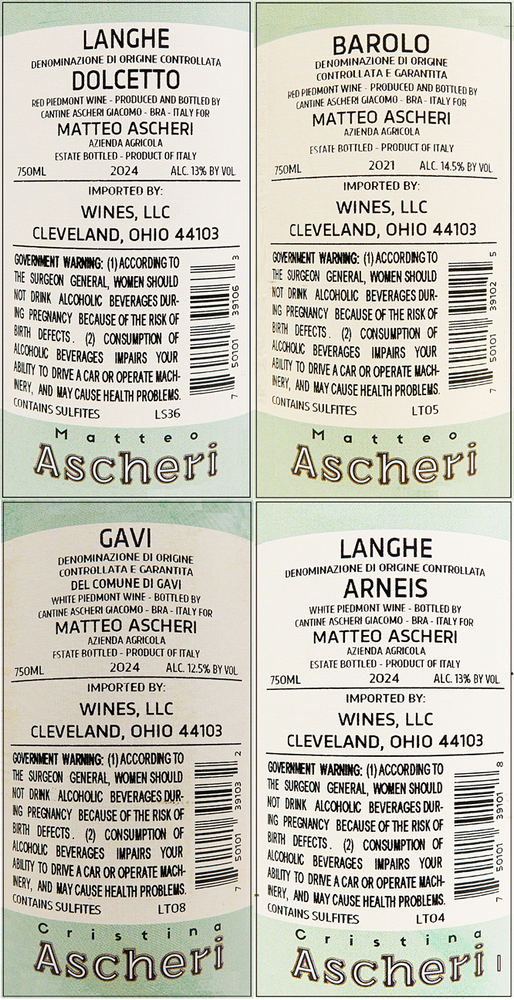 LANGHE
DENOMINAZIONE DI ORIGINE CONTROLLATA
DOLCETTO
RED PIEDMONT WINE - PRODUCED AND BOTTLED BY
CANTINE ASCHERI GIACOMO - BRA - ITALY FOR
MATTEO ASCHERI
AZIENDA AGRICOLA
ESTATE BOTTLED - PRODUCT OF ITALY
750ML 2024 ALC. 13% BY VOL.
IMPORTED BY:
WINES, LLC
CLEVELAND, OHIO 44103
GOVERNMENT WARNING: (1) ACCORDING TO
THE SURGEON GENERAL, WOMEN SHOULD
NOT DRINK ALCOHOLIC BEVERAGES DUR-
ING PREGNANCY BECAUSE OF THE RISK OF
BIRTH DEFECTS. (2) CONSUMPTION OF
ALCOHOLIC BEVERAGES IMPAIRS YOUR
ABILITY TO DRIVE A CAR OR OPERATE MACH-
INERY, AND MAY CAUSE HEALTH PROBLEMS.
7 50101 39106 3
CONTAINS SULFITES LS36
Matteo
Ascheri
BAROLO
DENOMINAZIONE DI ORIGINE
CONTROLLATA E GARANTITA
RED PIEDMONT WINE - PRODUCED AND BOTTLED BY
CANTINE ASCHERI GIACOMO - BRA - ITALY FOR
MATTEO ASCHERI
AZIENDA AGRICOLA
ESTATE BOTTLED - PRODUCT OF ITALY
750ML 2021 ALC. 14.5% BY VOL.
IMPORTED BY:
WINES, LLC
CLEVELAND, OHIO 44103
GOVERNMENT WARNING: (1) ACCORDING TO
THE SURGEON GENERAL, WOMEN SHOULD
NOT DRINK ALCOHOLIC BEVERAGES DUR-
ING PREGNANCY BECAUSE OF THE RISK OF
BIRTH DEFECTS. (2) CONSUMPTION OF
ALCOHOLIC BEVERAGES IMPAIRS YOUR
ABILITY TO DRIVE A CAR OR OPERATE MACH-
INERY, AND MAY CAUSE HEALTH PROBLEMS.
7 50101 39102 5
CONTAINS SULFITES LT05
Matteo
Ascheri
GAVI
DENOMINAZIONE DI ORIGINE
CONTROLLATA E GARANTITA
DEL COMUNE DI GAVI
WHITE PIEDMONT WINE - BOTTLED BY
CANTINE ASCHERI GIACOMO - BRA - ITALY FOR
MATTEO ASCHERI
AZIENDA AGRICOLA
ESTATE BOTTLED - PRODUCT OF ITALY
750ML 2024 ALC. 12.5% BY VOL.
IMPORTED BY:
WINES, LLC
CLEVELAND, OHIO 44103
GOVERNMENT WARNING: (1) ACCORDING TO
THE SURGEON GENERAL, WOMEN SHOULD
NOT DRINK ALCOHOLIC BEVERAGES DUR-
ING PREGNANCY BECAUSE OF THE RISK OF
BIRTH DEFECTS. (2) CONSUMPTION OF
ALCOHOLIC BEVERAGES IMPAIRS YOUR
ABILITY TO DRIVE A CAR OR OPERATE MACH-
INERY, AND MAY CAUSE HEALTH PROBLEMS.
7 50101 39103 2
CONTAINS SULFITES LT08
Cristina
Ascheri
LANGHE
DENOMINAZIONE DI ORIGINE CONTROLLATA
ARNEIS
WHITE PIEDMONT WINE - BOTTLED BY
CANTINE ASCHERI GIACOMO - BRA - ITALY FOR
MATTEO ASCHERI
AZIENDA AGRICOLA
ESTATE BOTTLED - PRODUCT OF ITALY
750ML 2024 ALC. 13% BY VOL.
IMPORTED BY:
WINES, LLC
CLEVELAND, OHIO 44103
GOVERNMENT WARNING: (1) ACCORDING TO
THE SURGEON GENERAL, WOMEN SHOULD
NOT DRINK ALCOHOLIC BEVERAGES DUR-
ING PREGNANCY BECAUSE OF THE RISK OF
BIRTH DEFECTS. (2) CONSUMPTION OF
ALCOHOLIC BEVERAGES IMPAIRS YOUR
ABILITY TO DRIVE A CAR OR OPERATE MACH-
INERY, AND MAY CAUSE HEALTH PROBLEMS.
7 50101 39101 8
CONTAINS SULFITES LT04
Cristina
Ascheri